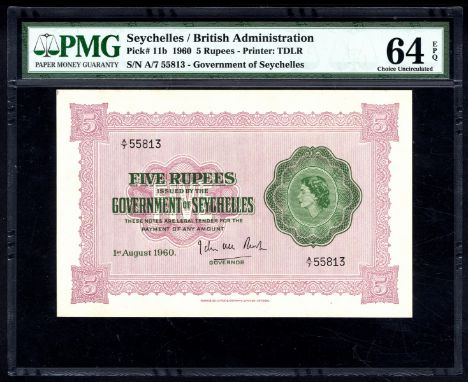 PMG
PAPER MONEY GUARANTY
Seychelles / British Administration
Pick# 11b 1960 5 Rupees - Printer: TDLR
S/N A/7 55813 - Government of Seychelles
64 EPQ
Choice Uncirculated
5 5
A/7 55813
FIVE RUPEES
ISSUED BY THE
GOVERNMENT OF SEYCHELLES
THESE NOTES ARE LEGAL TENDER FOR THE
PAYMENT OF ANY AMOUNT
1st August 1960.
GOVERNOR
A/7 55813
5 5